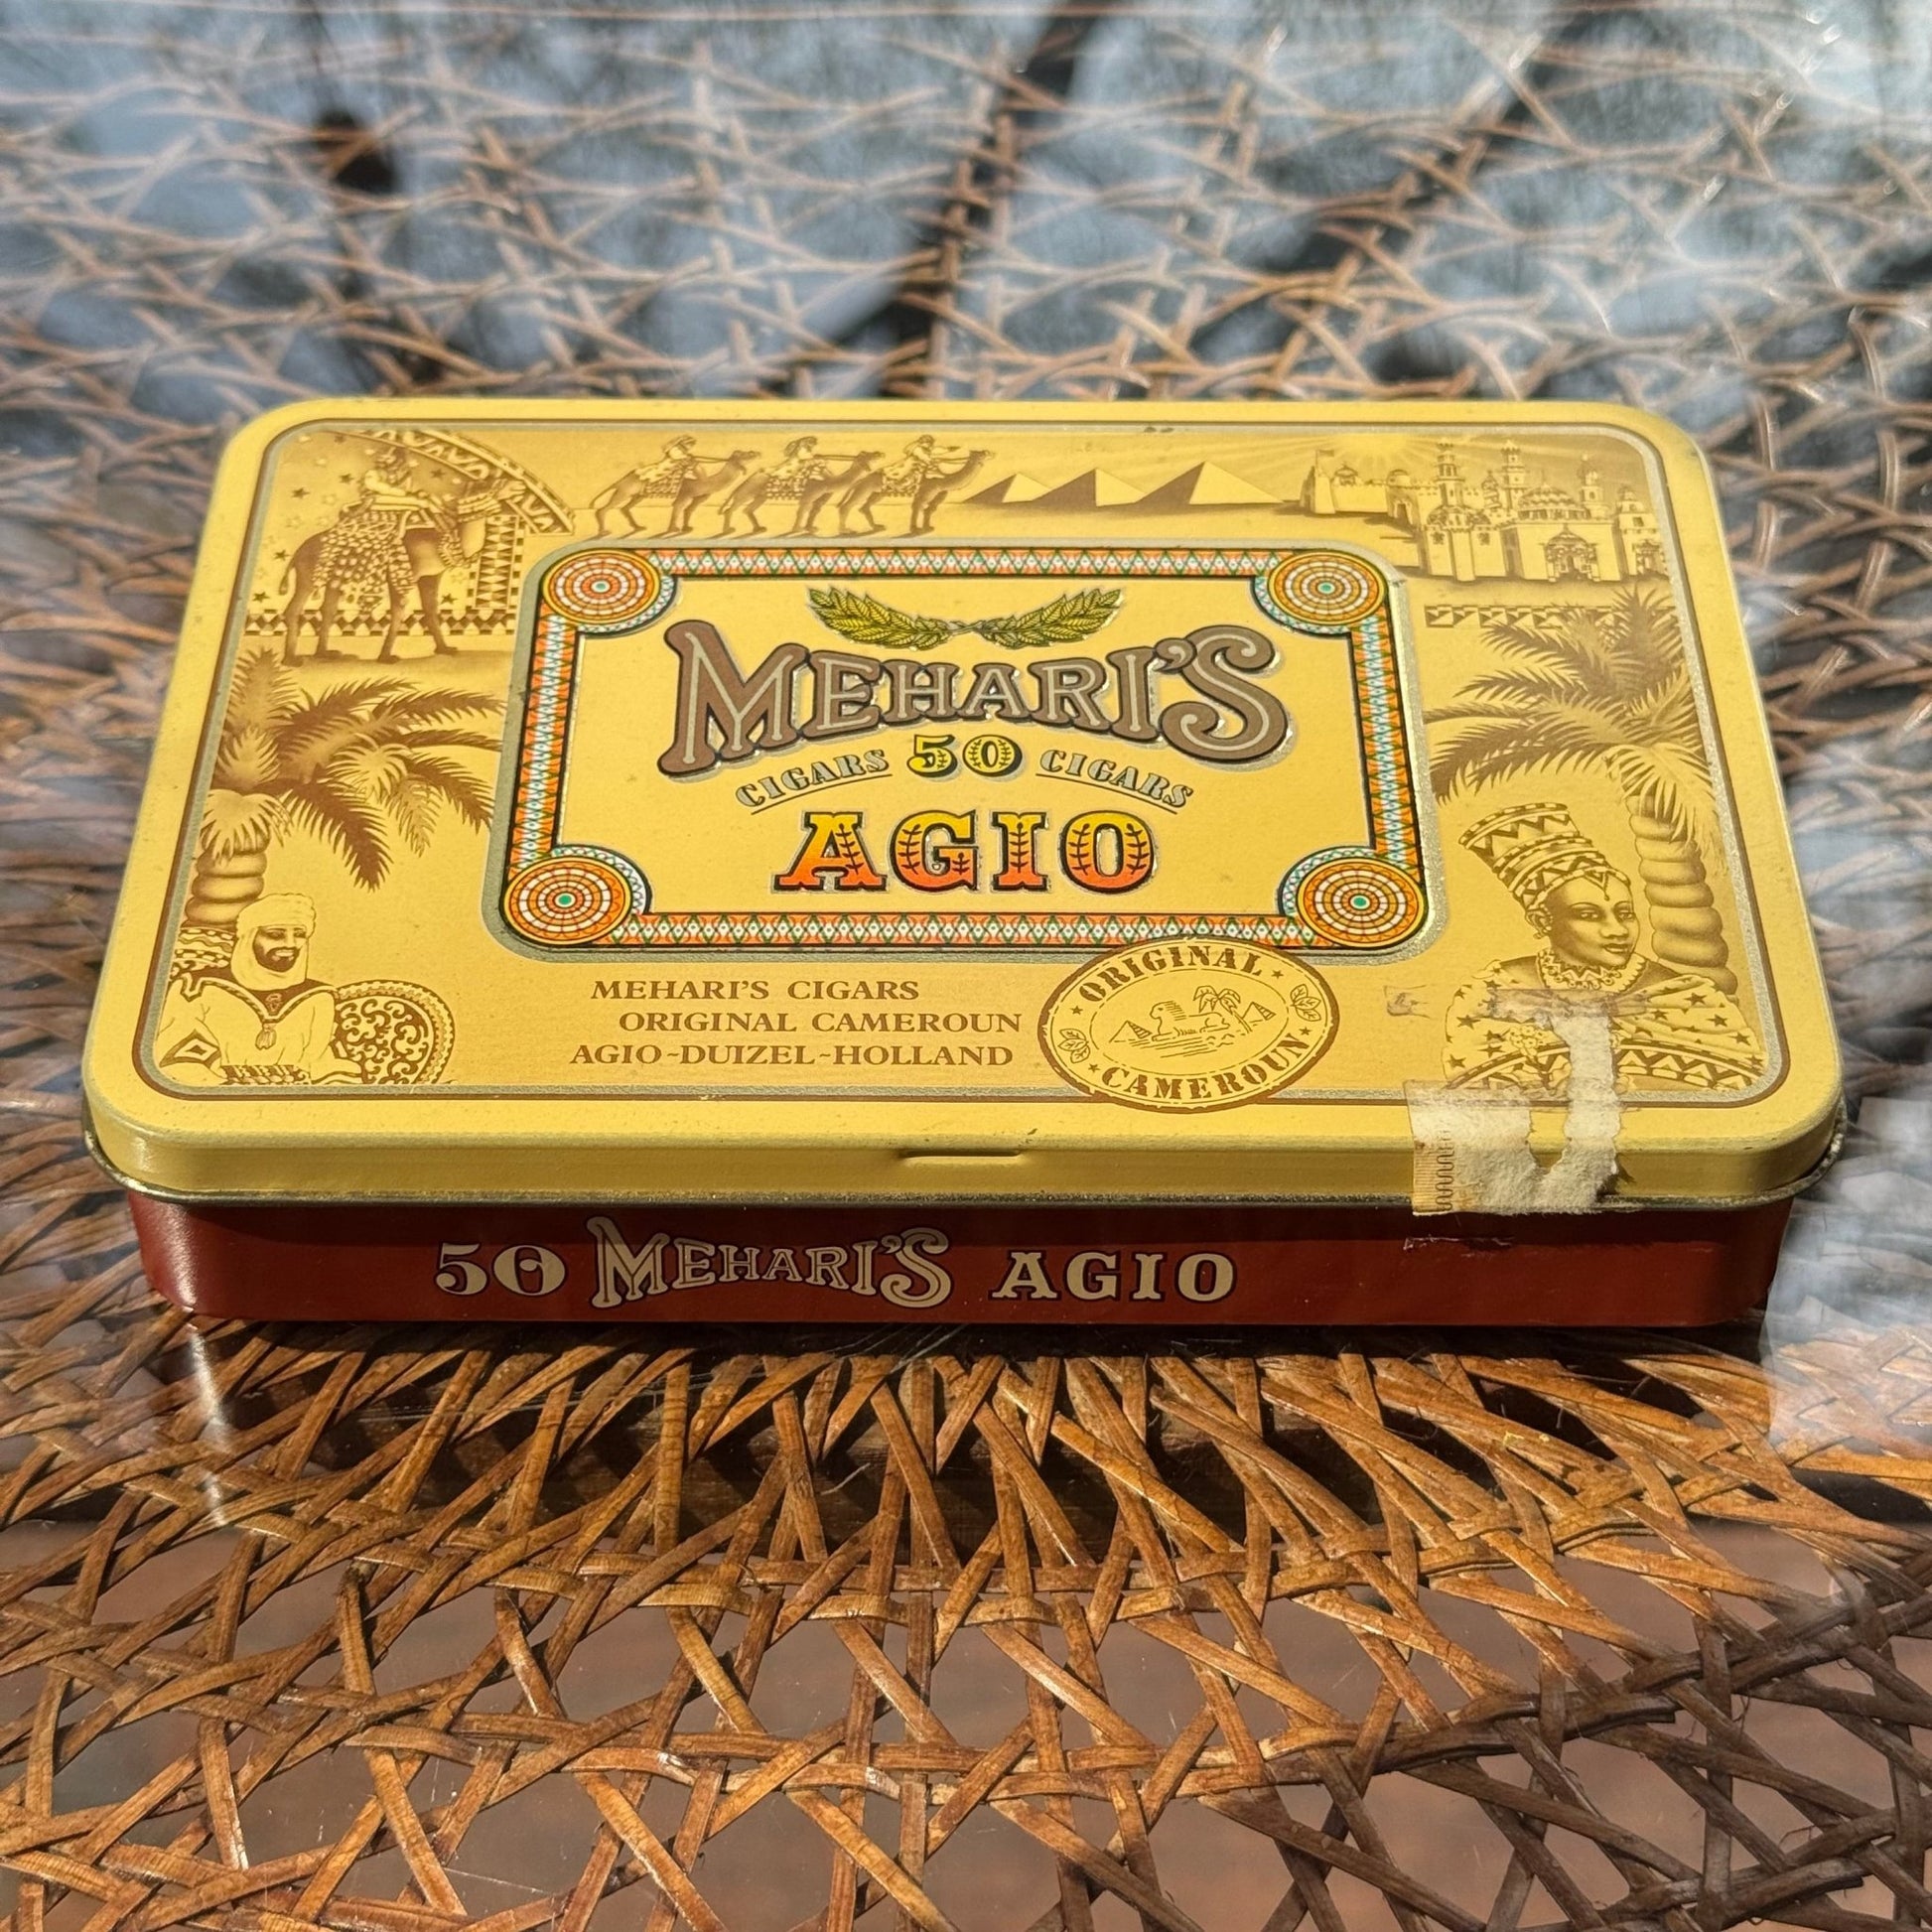 MEHARI'S
CIGARS 50 CIGARS
AGIO
MEHARI'S CIGARS
ORIGINAL CAMEROUN
AGIO-DUIZEL-HOLLAND
ORIGINAL
CAMEROUN
50 MEHARI'S AGIO